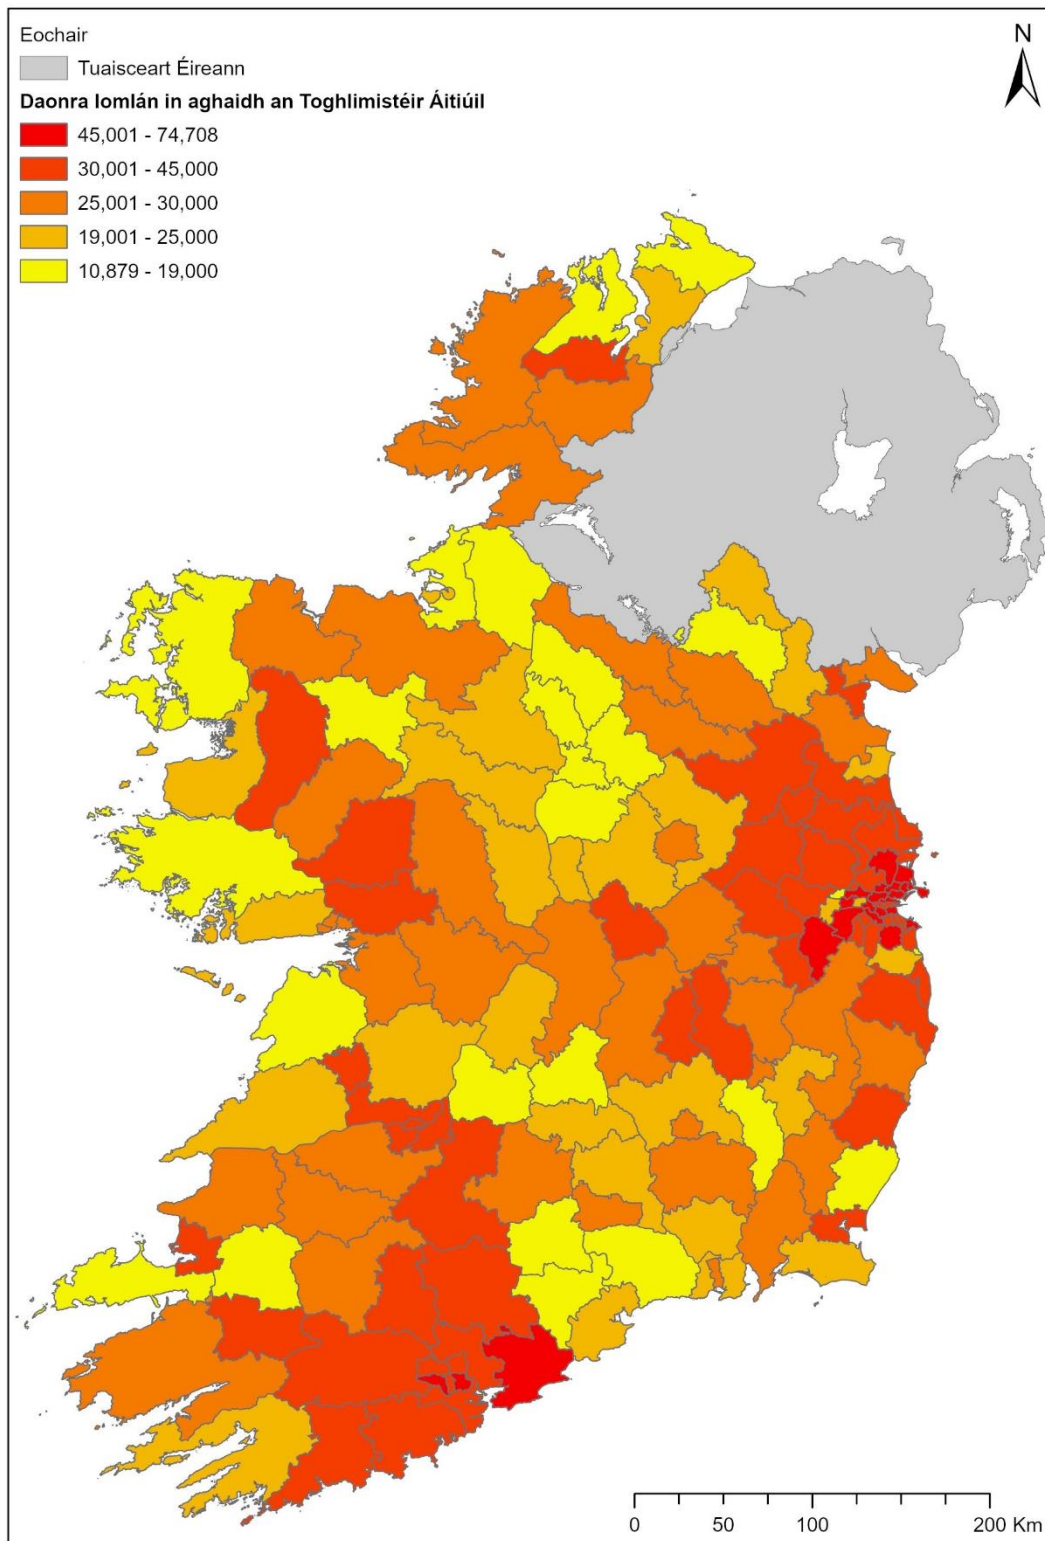 Eochair
Tuaisceart Éireann
Daonra Iomlán in aghaidh an Toghlimistéir Áitiúil
45,001 - 74,708
30,001 - 45,000
25,001 - 30,000
19,001 - 25,000
10,879 - 19,000
N
0 50 100 200 Km